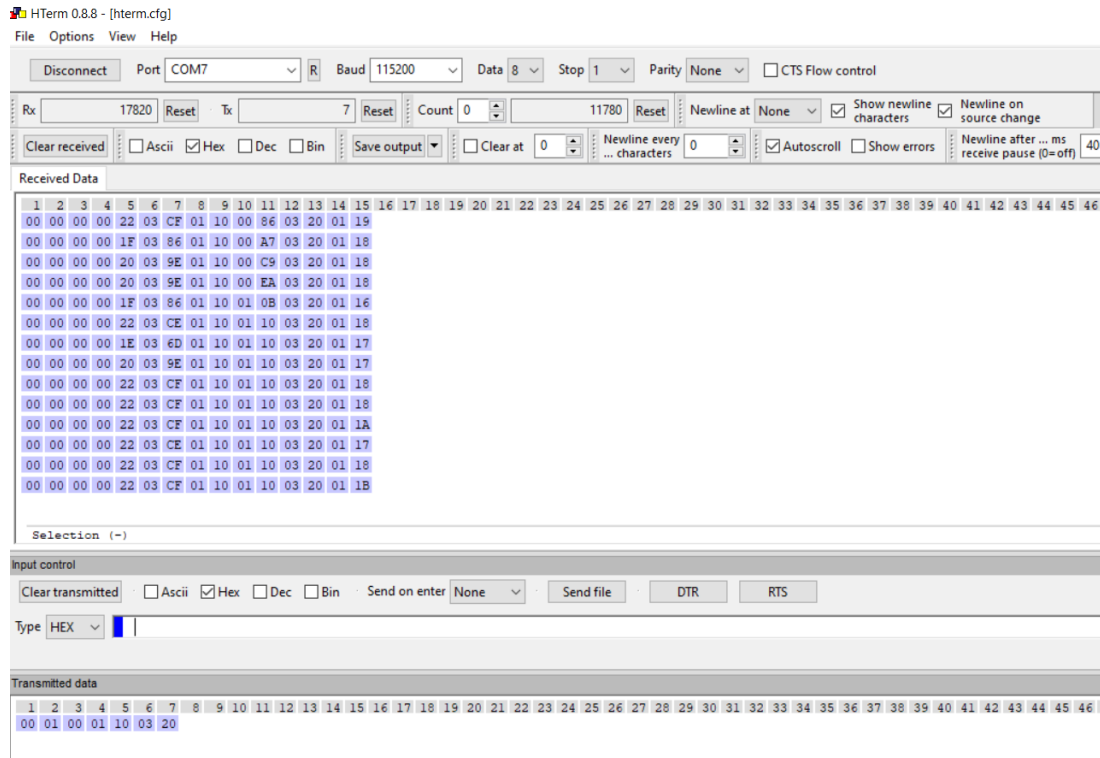 HTerm 0.8.8 - [hterm.cfg]
File Options View Help
Disconnect Port COM7 R Baud 115200 Data 8 Stop 1 Parity None CTS Flow control
Rx 17820 Reset Tx 7 Reset Count 0 11780 Reset Newline at None Show newline characters Newline on source change
Clear received Ascii Hex Dec Bin Save output Clear at 0 Newline every ... characters 0 Autoscroll Show errors Newline after ... ms receive pause (0=off) 40
Received Data
1 2 3 4 5 6 7 8 9 10 11 12 13 14 15 16 17 18 19 20 21 22 23 24 25 26 27 28 29 30 31 32 33 34 35 36 37 38 39 40 41 42 43 44 45 46
00 00 00 00 22 03 CF 01 10 00 86 03 20 01 19
00 00 00 00 1F 03 86 01 10 00 A7 03 20 01 18
00 00 00 00 20 03 9E 01 10 00 C9 03 20 01 18
00 00 00 00 20 03 9E 01 10 00 EA 03 20 01 18
00 00 00 00 1F 03 86 01 10 01 0B 03 20 01 16
00 00 00 00 22 03 CE 01 10 01 10 03 20 01 18
00 00 00 00 1E 03 6D 01 10 01 10 03 20 01 17
00 00 00 00 20 03 9E 01 10 01 10 03 20 01 17
00 00 00 00 22 03 CF 01 10 01 10 03 20 01 18
00 00 00 00 22 03 CF 01 10 01 10 03 20 01 18
00 00 00 00 22 03 CF 01 10 01 10 03 20 01 1A
00 00 00 00 22 03 CE 01 10 01 10 03 20 01 17
00 00 00 00 22 03 CF 01 10 01 10 03 20 01 18
00 00 00 00 22 03 CF 01 10 01 10 03 20 01 1B
Selection (-)
Input control
Clear transmitted Ascii Hex Dec Bin Send on enter None Send file DTR RTS
Type HEX
Transmitted data
1 2 3 4 5 6 7 8 9 10 11 12 13 14 15 16 17 18 19 20 21 22 23 24 25 26 27 28 29 30 31 32 33 34 35 36 37 38 39 40 41 42 43 44 45 46
00 01 00 01 10 03 20